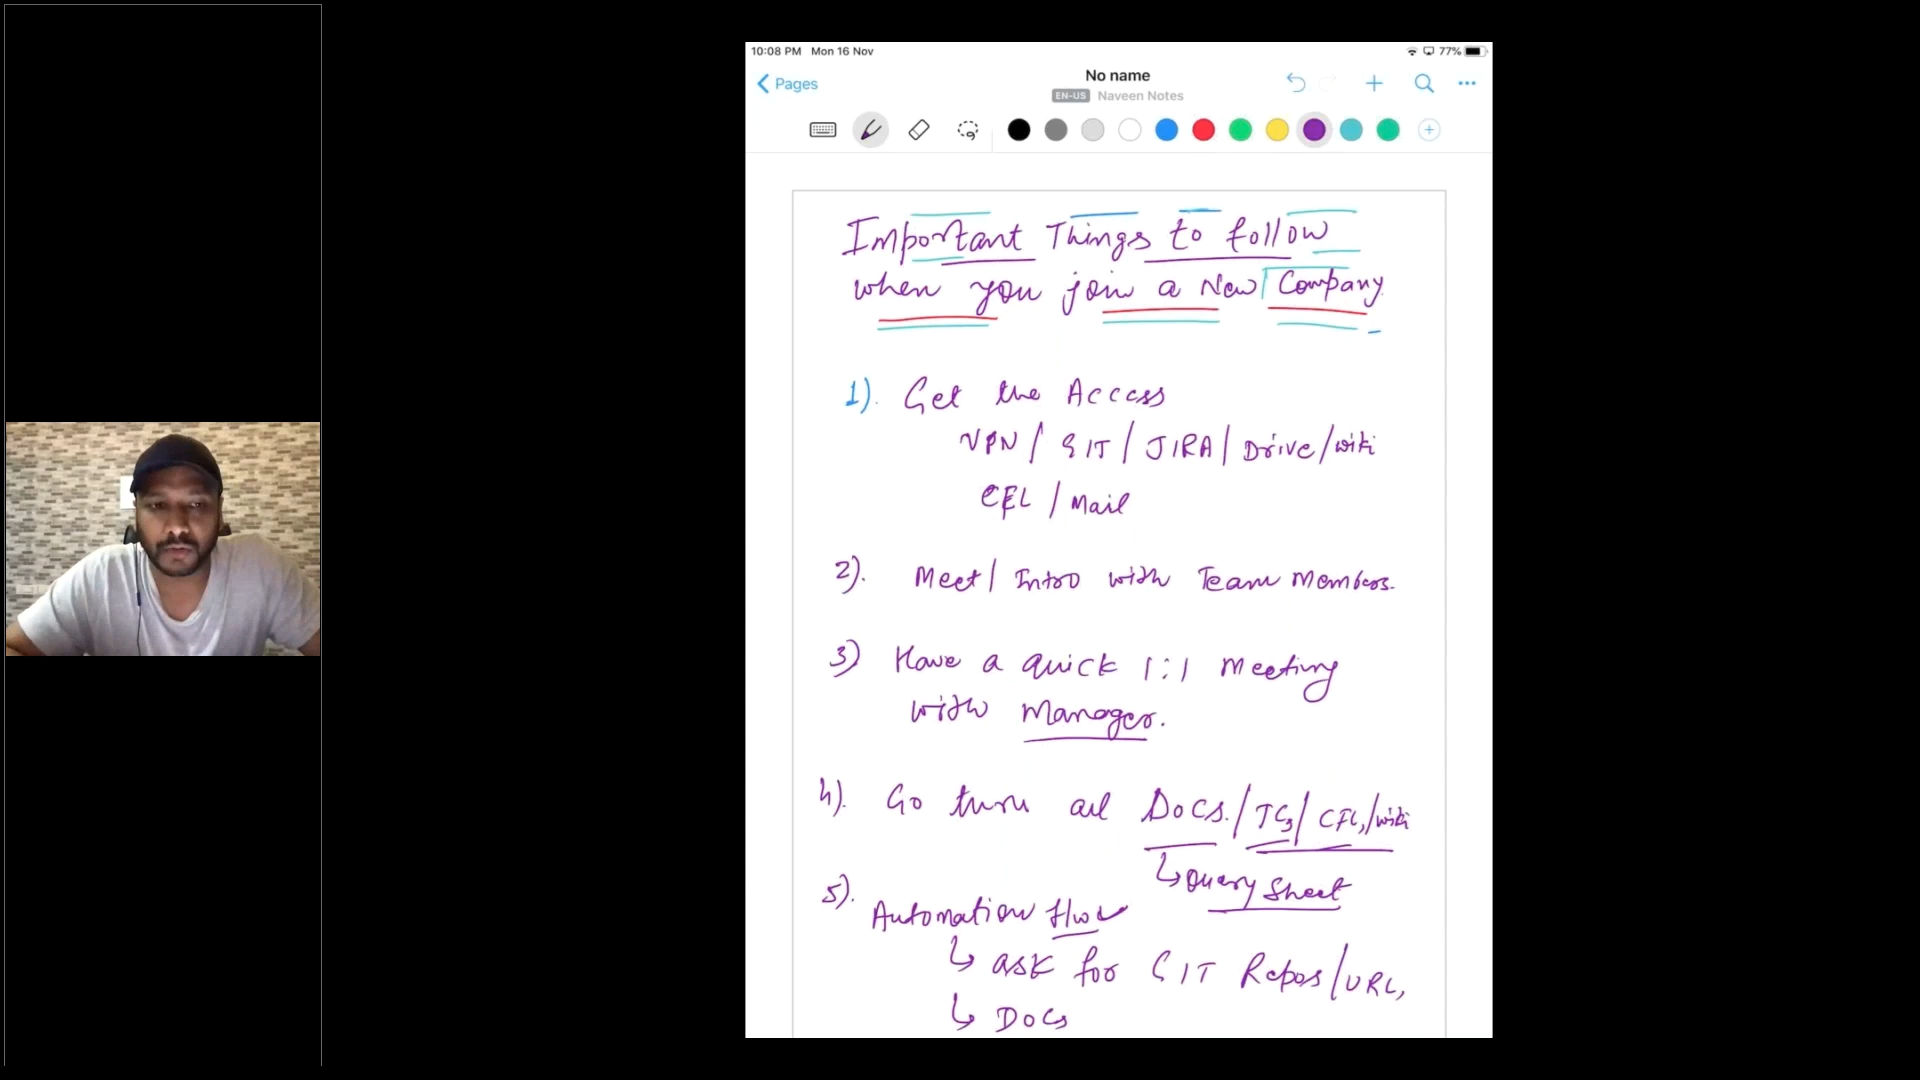 10:08 PM Mon 16 Nov
77%
Pages
No name
EN-US Naveen Notes
Important Things to follow
when you join a New Company
1). Get the Access
VPN / GIT / JIRA / Drive / wiki
CFL / Mail
2). Meet / Intro with Team Members.
3) Have a quick 1:1 Meeting
with Manager.
4). Go turu all Docs. / TCs / CFL, / wiki
↳ Query Sheet
5). Automation flow
↳ ask for GIT Repos / URL,
↳ Docs